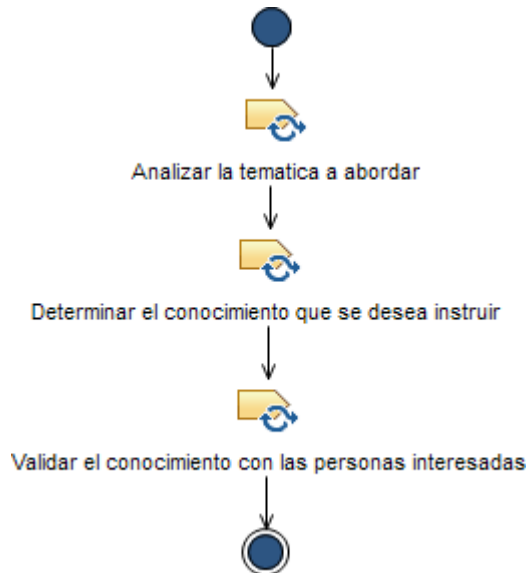 Analizar la tematica a abordar
Determinar el conocimiento que se desea instruir
Validar el conocimiento con las personas interesadas